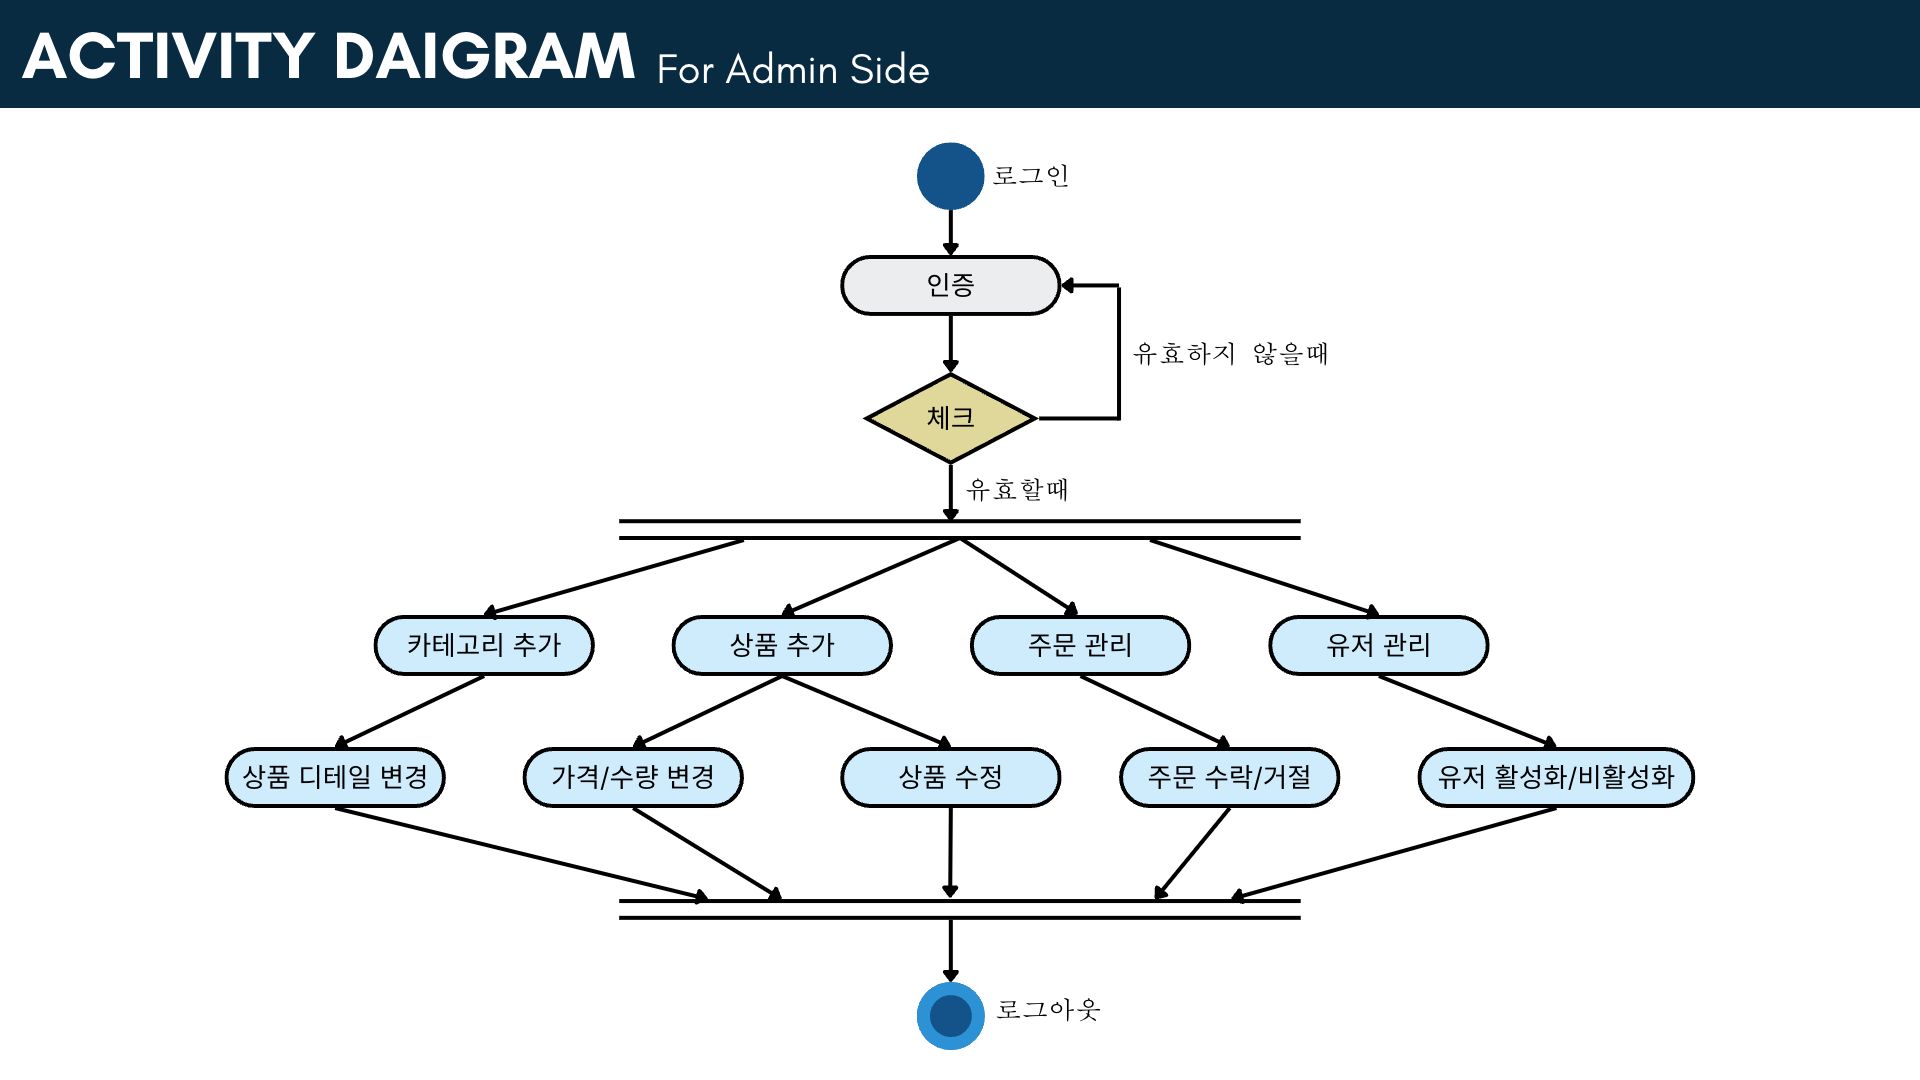 ACTIVITY DAIGRAM For Admin Side
로그인
인증
유효하지 않을때
체크
유효할때
카테고리 추가
상품 추가
주문 관리
유저 관리
상품 디테일 변경
가격/수량 변경
상품 수정
주문 수락/거절
유저 활성화/비활성화
로그아웃